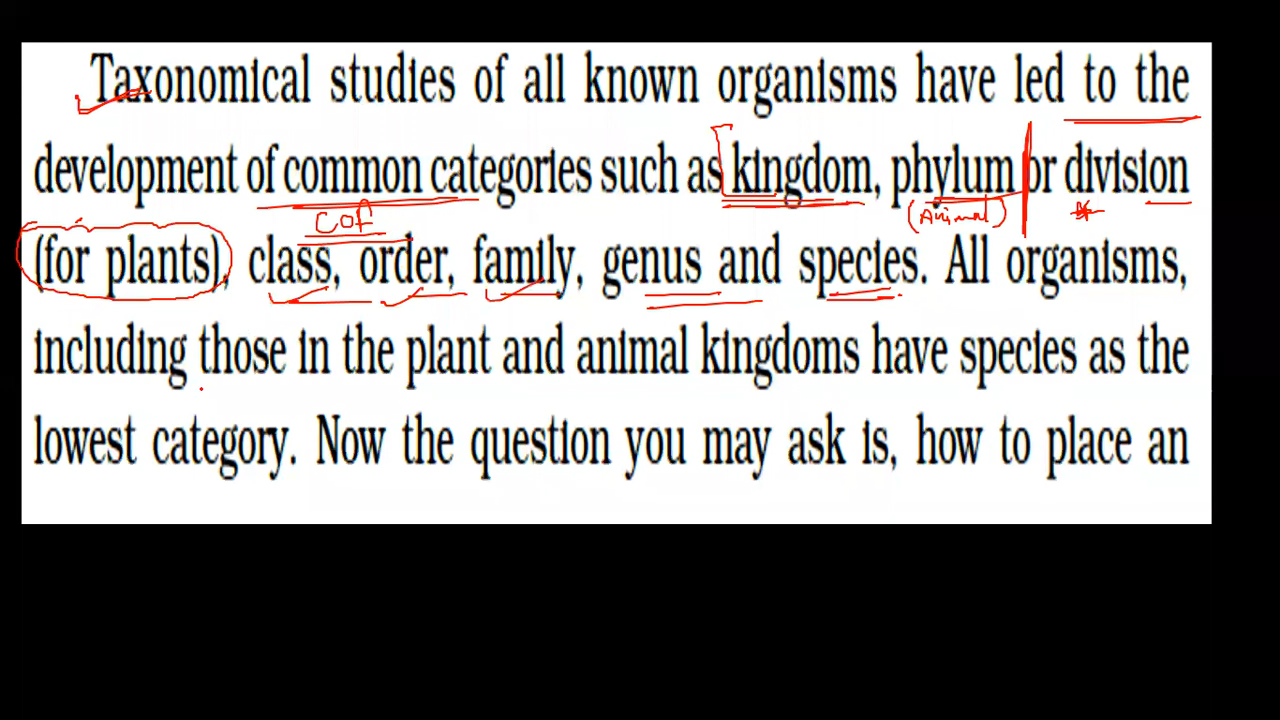 Taxonomical studies of all known organisms have led to the
development of common categories such as kingdom, phylum or division
COF
(Animal)
(for plants), class, order, family, genus and species. All organisms,
including those in the plant and animal kingdoms have species as the
lowest category. Now the question you may ask is, how to place an